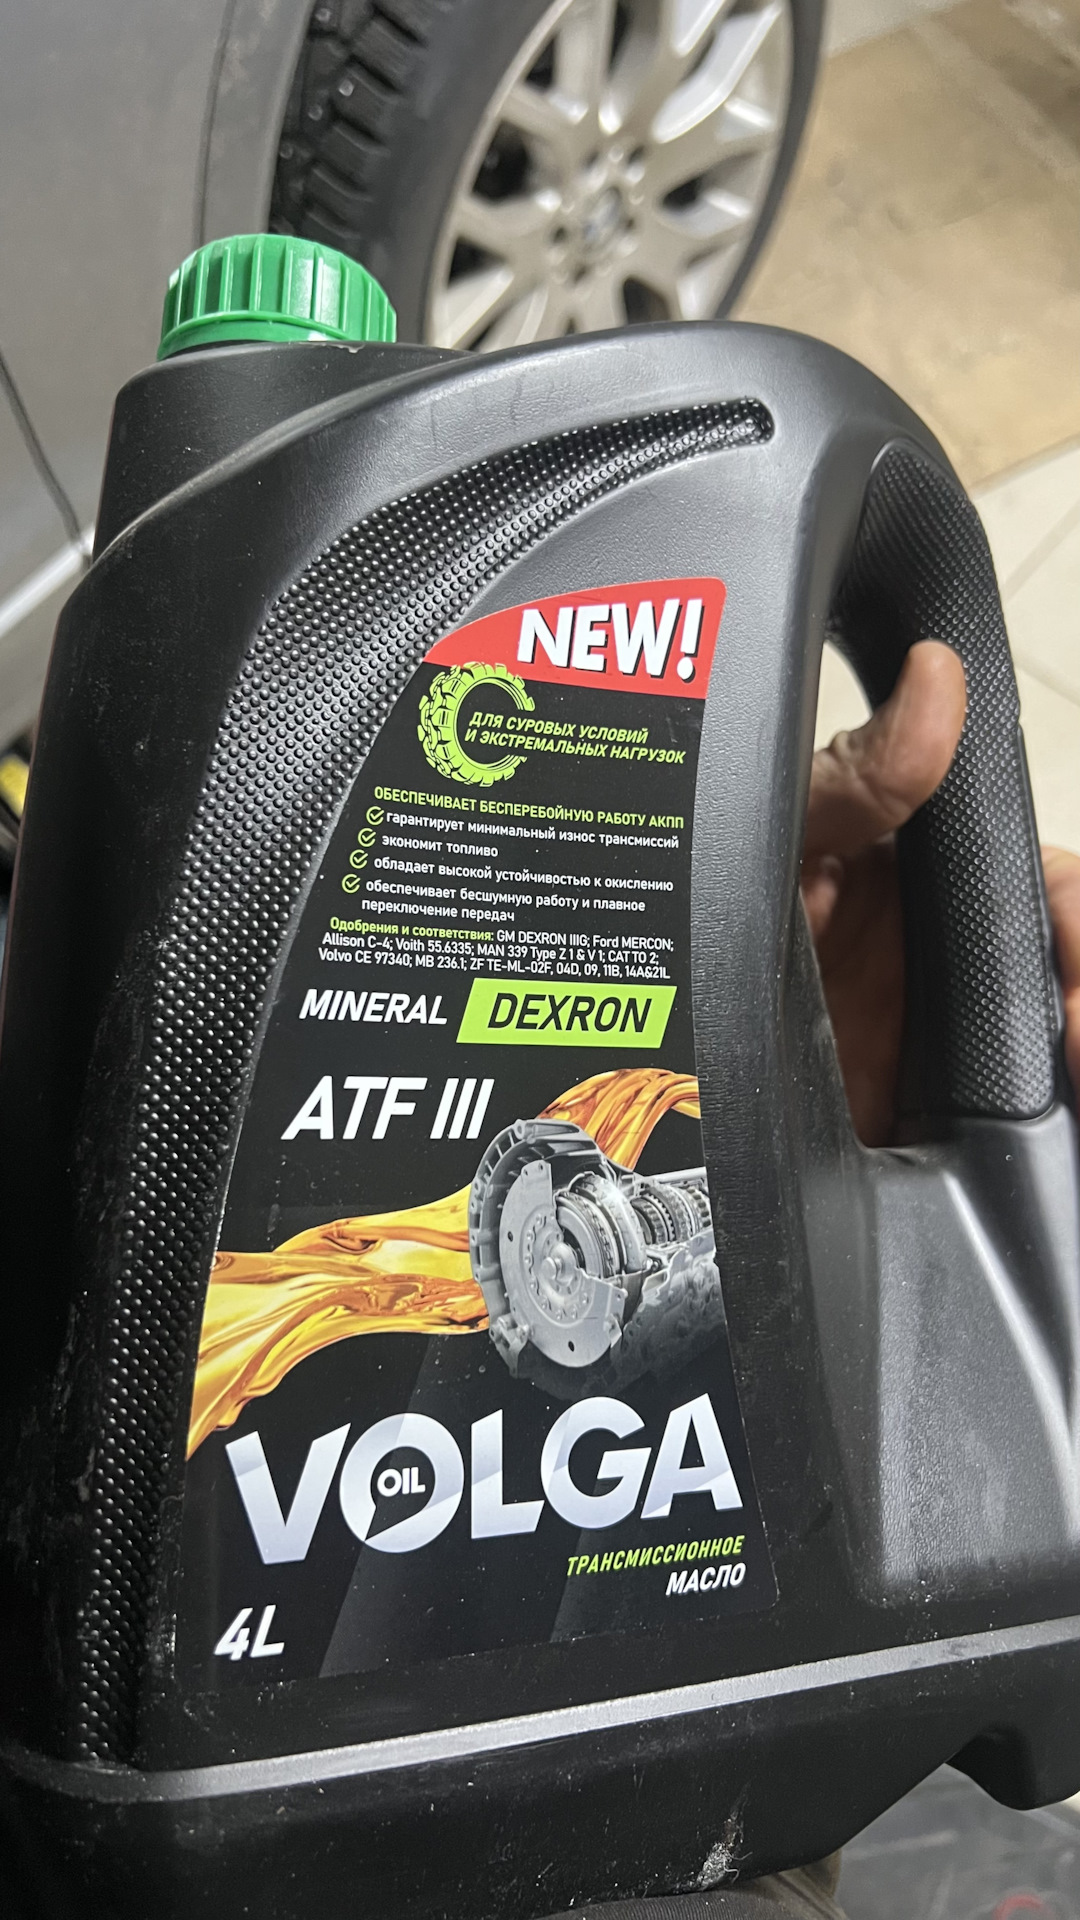 NEW!
ДЛЯ СУРОВЫХ УСЛОВИЙ
И ЭКСТРЕМАЛЬНЫХ НАГРУЗОК
ОБЕСПЕЧИВАЕТ БЕСПЕРЕБОЙНУЮ РАБОТУ АКПП
гарантирует минимальный износ трансмиссий
экономит топливо
обладает высокой устойчивостью к окислению
обеспечивает бесшумную работу и плавное
переключение передач
Одобрения и соответствия: GM DEXRON IIIG; Ford MERCON;
Allison C-4; Voith 55.6335; MAN 339 Type Z 1 & V 1; CAT TO 2;
Volvo CE 97340; MB 236.1; ZF TE-ML-02F, 04D, 09, 11B, 14A&21L
MINERAL DEXRON
ATF III
VOLGA
OIL
ТРАНСМИССИОННОЕ
МАСЛО
4L